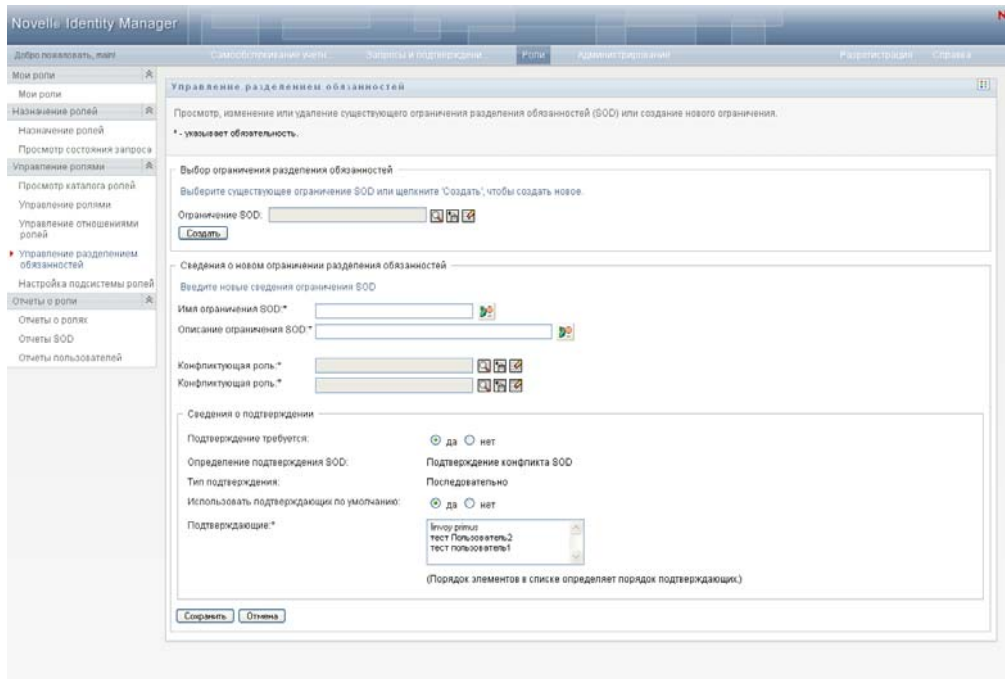 Novell® Identity Manager
N
Добро пожаловать, mant
Самообслуживание учетн...
Запросы и подтверждени...
Роли
Администрирование
Разрегистрация
Справка
Мои роли
Мои роли
Назначение ролей
Назначение ролей
Просмотр состояния запроса
Управление ролями
Просмотр каталога ролей
Управление ролями
Управление отношениями
ролей
Управление разделением
обязанностей
Настройка подсистемы ролей
Отчеты о роли
Отчеты о ролях
Отчеты SOD
Отчеты пользователей
Управление разделением обязанностей
Просмотр, изменение или удаление существующего ограничения разделения обязанностей (SOD) или создание нового ограничения.
* - указывает обязательность.
Выбор ограничения разделения обязанностей
Выберите существующее ограничение SOD или щелкните 'Создать', чтобы создать новое.
Ограничение SOD:
Создать
Сведения о новом ограничении разделения обязанностей
Введите новые сведения ограничения SOD
Имя ограничения SOD:*
Описание ограничения SOD:*
Конфликтующая роль:*
Конфликтующая роль:*
Сведения о подтверждении
Подтверждение требуется:
да нет
Определение подтверждения SOD:
Подтверждение конфликта SOD
Тип подтверждения:
Последовательно
Использовать подтверждающих по умолчанию:
да нет
Подтверждающие:*
linvoy primus
тест Пользователь2
тест пользователь1
(Порядок элементов в списке определяет порядок подтверждающих.)
Сохранить Отмена